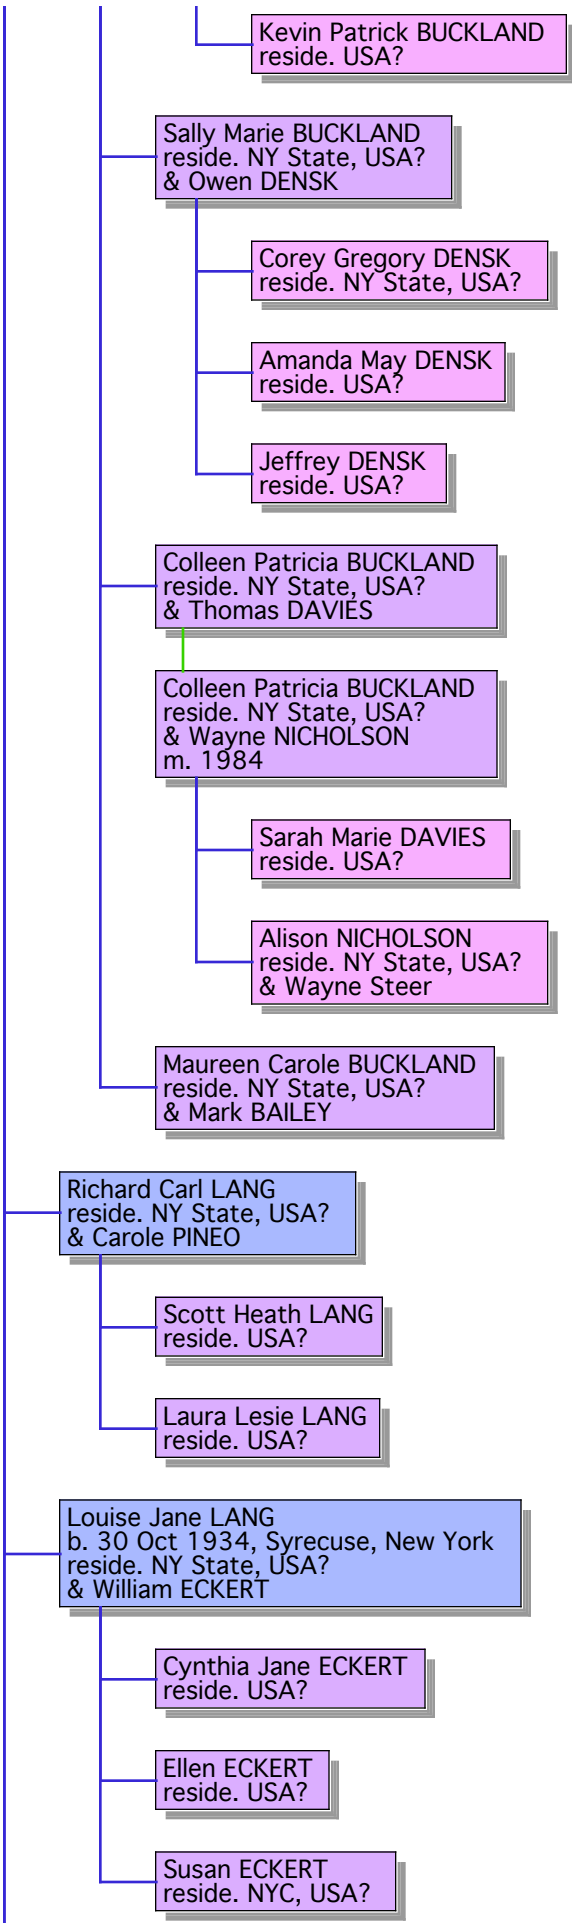 Kevin Patrick BUCKLAND
reside. USA?
Sally Marie BUCKLAND
reside. NY State, USA?
& Owen DENSK
Corey Gregory DENSK
reside. NY State, USA?
Amanda May DENSK
reside. USA?
Jeffrey DENSK
reside. USA?
Colleen Patricia BUCKLAND
reside. NY State, USA?
& Thomas DAVIES
Colleen Patricia BUCKLAND
reside. NY State, USA?
& Wayne NICHOLSON
m. 1984
Sarah Marie DAVIES
reside. USA?
Alison NICHOLSON
reside. NY State, USA?
& Wayne Steer
Maureen Carole BUCKLAND
reside. NY State, USA?
& Mark BAILEY
Richard Carl LANG
reside. NY State, USA?
& Carole PINEO
Scott Heath LANG
reside. USA?
Laura Lesie LANG
reside. USA?
Louise Jane LANG
b. 30 Oct 1934, Syrecuse, New York
reside. NY State, USA?
& William ECKERT
Cynthia Jane ECKERT
reside. USA?
Ellen ECKERT
reside. USA?
Susan ECKERT
reside. NYC, USA?